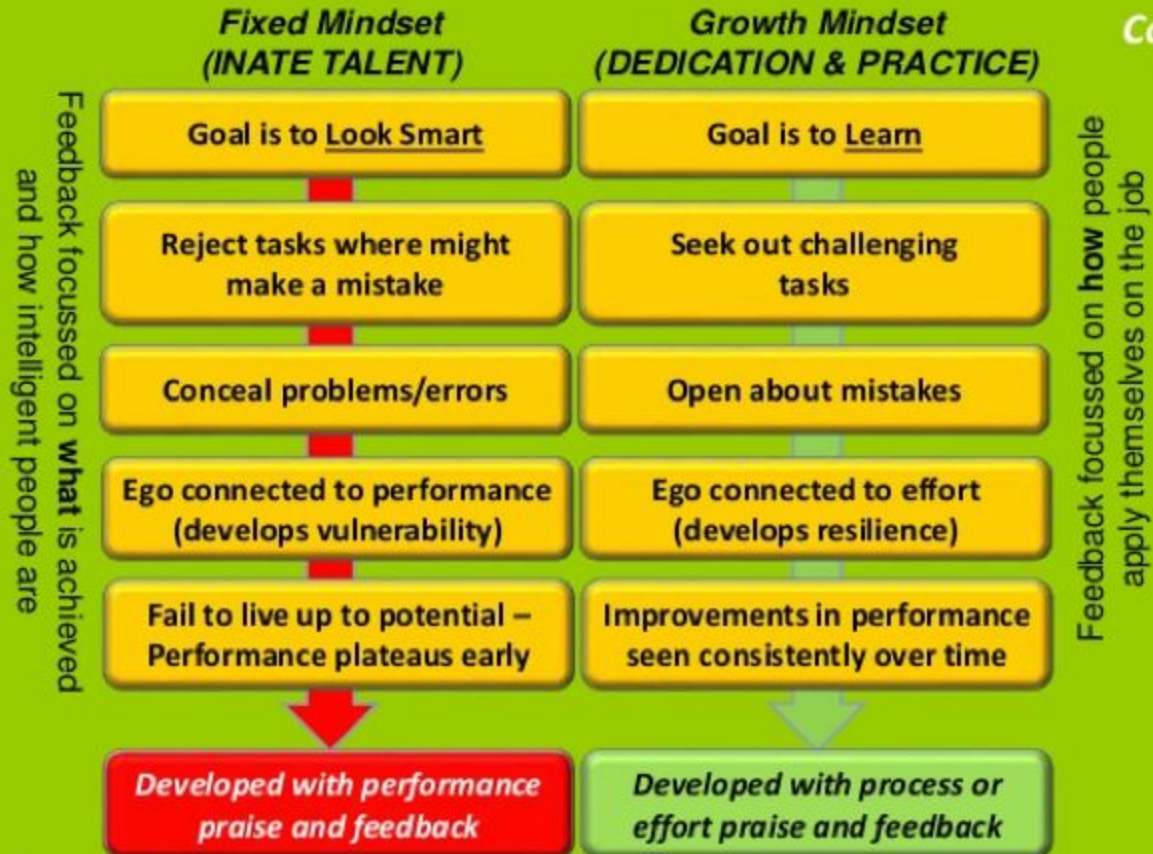 Fixed Mindset
(INATE TALENT)
Growth Mindset
(DEDICATION & PRACTICE)
Feedback focussed on what is achieved
and how intelligent people are
Goal is to Look Smart
Reject tasks where might
make a mistake
Conceal problems/errors
Ego connected to performance
(develops vulnerability)
Fail to live up to potential –
Performance plateaus early
Developed with performance
praise and feedback
Goal is to Learn
Seek out challenging
tasks
Open about mistakes
Ego connected to effort
(develops resilience)
Improvements in performance
seen consistently over time
Developed with process or
effort praise and feedback
Feedback focussed on how people
apply themselves on the job